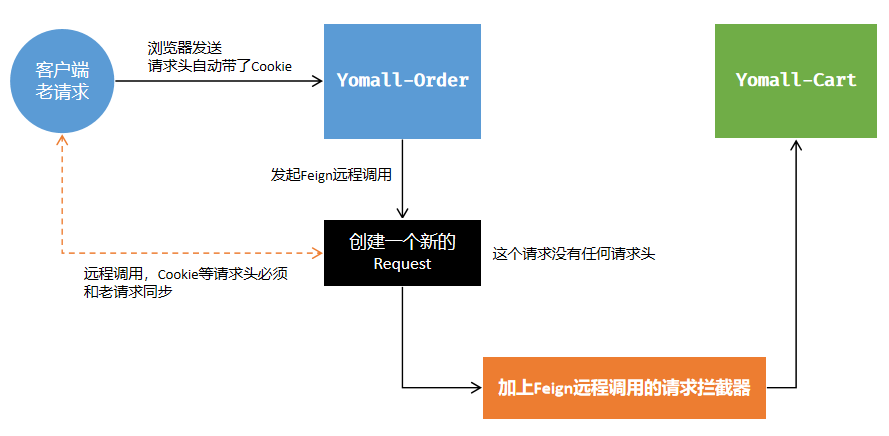 客户端
老请求
浏览器发送
请求头自动带了Cookie
Yomall-Order
Yomall-Cart
发起Feign远程调用
创建一个新的
Request
这个请求没有任何请求头
远程调用，Cookie等请求头必须
和老请求同步
加上Feign远程调用的请求拦截器